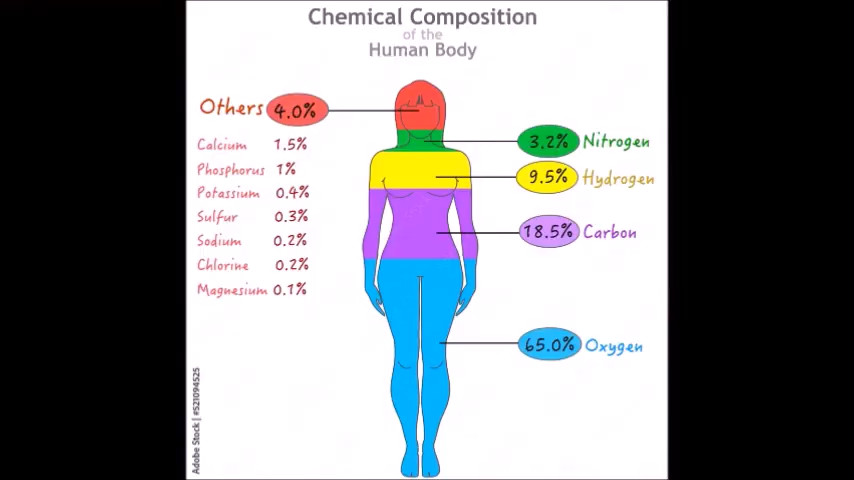 Chemical Composition
of the
Human Body
Others 4.0%
Calcium 1.5%
Phosphorus 1%
Potassium 0.4%
Sulfur 0.3%
Sodium 0.2%
Chlorine 0.2%
Magnesium 0.1%
3.2% Nitrogen
9.5% Hydrogen
18.5% Carbon
65.0% Oxygen
Adobe Stock | #521094525